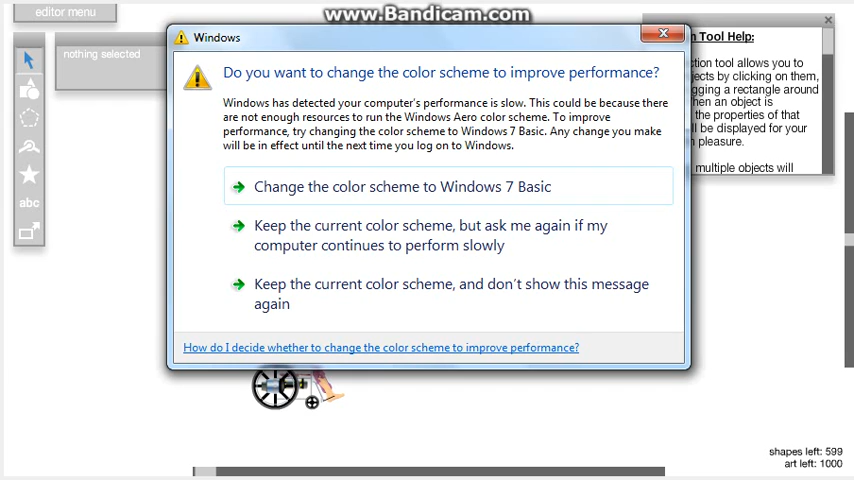 www.Bandicam.com
editor menu
nothing selected
abc
Windows
Do you want to change the color scheme to improve performance?
Windows has detected your computer's performance is slow. This could be because there
are not enough resources to run the Windows Aero color scheme. To improve
performance, try changing the color scheme to Windows 7 Basic. Any change you make
will be in effect until the next time you log on to Windows.
Change the color scheme to Windows 7 Basic
Keep the current color scheme, but ask me again if my
computer continues to perform slowly
Keep the current color scheme, and don't show this message
again
How do I decide whether to change the color scheme to improve performance?
Tool Help:
tool allows you to
by clicking on them,
a rectangle around
an object is
the properties of that
be displayed for your
pleasure.
multiple objects will
shapes left: 599
art left: 1000